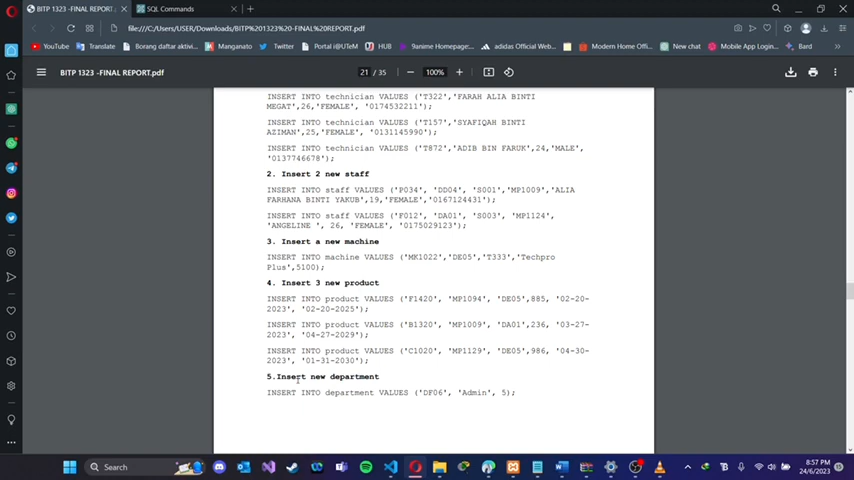 BITP 1323 -FINAL REPORT.
SQL Commands
file:///C:/Users/USER/Downloads/BITP%201323%20-FINAL%20REPORT.pdf
YouTube
Translate
Borang daftar aktivi...
Manganato
Twitter
Portal i@UTeM
HUB
9anime Homepage...
adidas Official Web...
Modern Home Offi...
New chat
Mobile App Login...
Bard
BITP 1323 -FINAL REPORT.pdf
21 / 35
100%
INSERT INTO technician VALUES ('T322','FARAH ALIA BINTI
MEGAT',26,'FEMALE', '0174532211');
INSERT INTO technician VALUES ('T157','SYAFIQAH BINTI
AZIMAN',25,'FEMALE', '0131145990');
INSERT INTO technician VALUES ('T872','ADIB BIN FARUK',24,'MALE',
'0137746678');
2. Insert 2 new staff
INSERT INTO staff VALUES ('P034', 'DD04', 'S001','MP1009','ALIA
FARHANA BINTI YAKUB',19,'FEMALE','0167124431');
INSERT INTO staff VALUES ('F012', 'DA01', 'S003', 'MP1124',
'ANGELINE ', 26, 'FEMALE', '0175029123');
3. Insert a new machine
INSERT INTO machine VALUES ('MK1022','DE05','T333','Techpro
Plus',5100);
4. Insert 3 new product
INSERT INTO product VALUES ('F1420', 'MP1094', 'DE05',885, '02-20-
2023', '02-20-2025');
INSERT INTO product VALUES ('B1320', 'MP1009', 'DA01',236, '03-27-
2023', '04-27-2029');
INSERT INTO product VALUES ('C1020', 'MP1129', 'DE05',986, '04-30-
2023', '01-31-2030');
5.Insert new department
INSERT INTO department VALUES ('DF06', 'Admin', 5);
Search
8:57 PM
24/6/2023